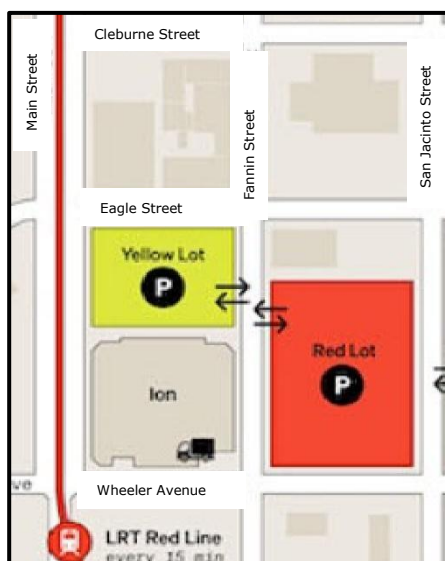 Cleburne Street
Main Street
Fannin Street
San Jacinto Street
Eagle Street
Yellow Lot
P
Red Lot
P
Ion
Wheeler Avenue
ve
LRT Red Line
every 15 min